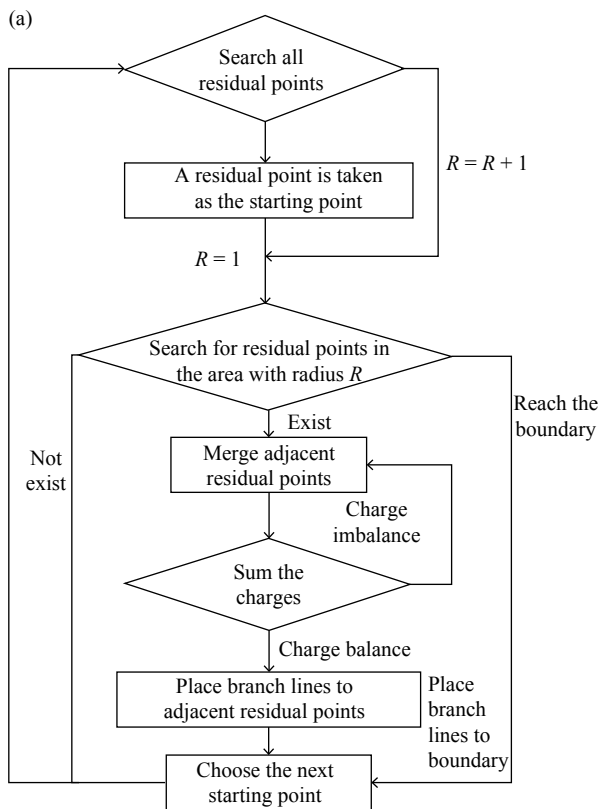 (a)
Search all
residual points
A residual point is taken
as the starting point
R = R + 1
R = 1
Search for residual points in
the area with radius R
Reach the
boundary
Not
exist
Exist
Merge adjacent
residual points
Charge
imbalance
Sum the
charges
Charge balance
Place branch lines to
adjacent residual points
Place
branch
lines to
boundary
Choose the next
starting point